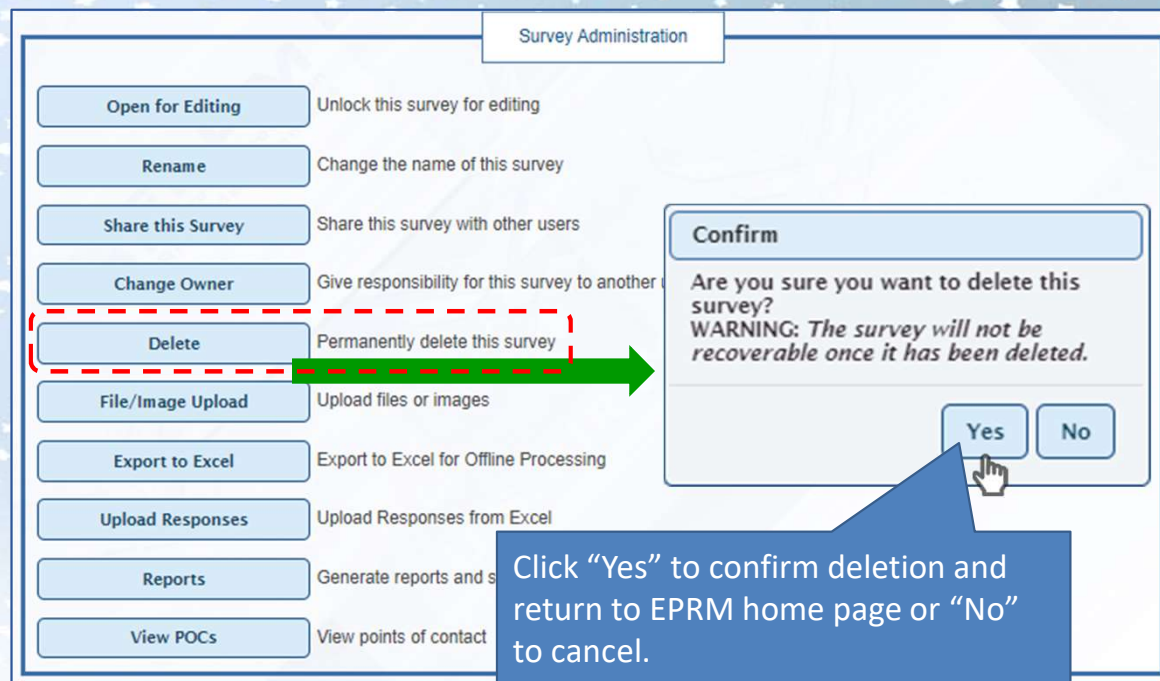 Survey Administration
Open for Editing Unlock this survey for editing
Rename Change the name of this survey
Share this Survey Share this survey with other users
Change Owner Give responsibility for this survey to another
Delete Permanently delete this survey
File/Image Upload Upload files or images
Export to Excel Export to Excel for Offline Processing
Upload Responses Upload Responses from Excel
Reports Generate reports and s
View POCs View points of contact
Confirm
Are you sure you want to delete this
survey?
WARNING: The survey will not be
recoverable once it has been deleted.
Yes No
Click “Yes” to confirm deletion and
return to EPRM home page or “No”
to cancel.